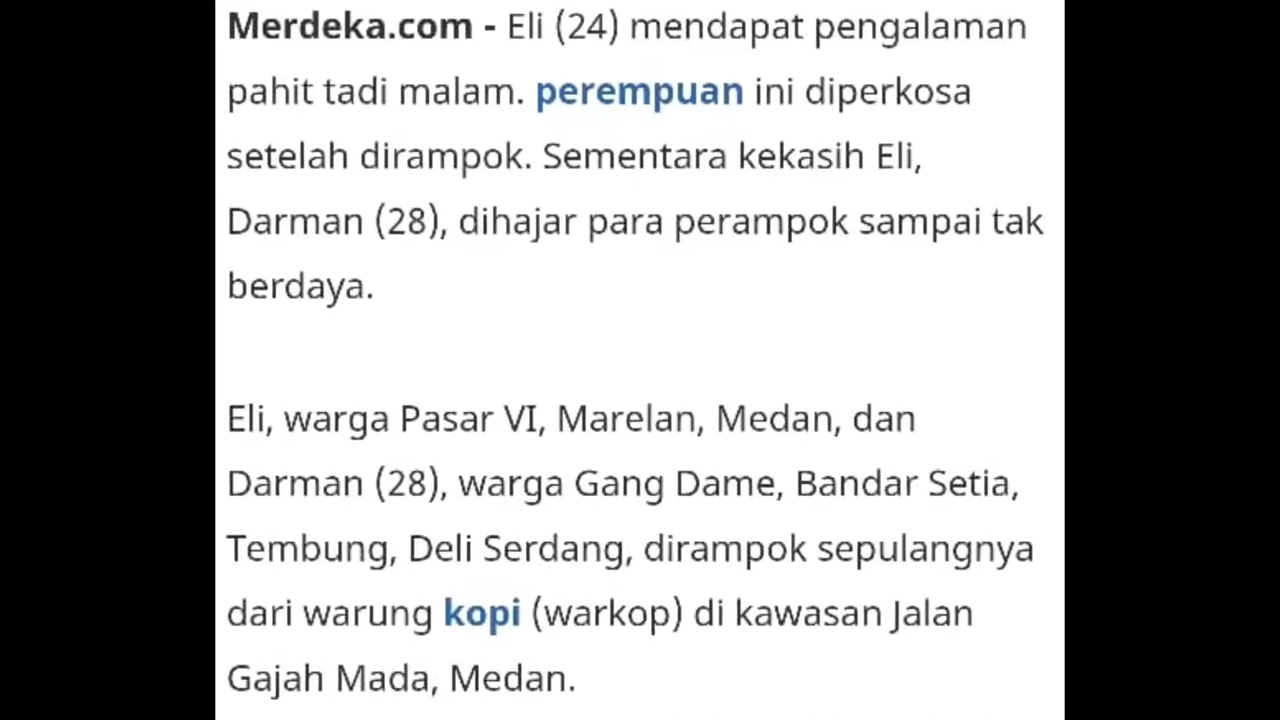 Merdeka.com - Eli (24) mendapat pengalaman
pahit tadi malam. perempuan ini diperkosa
setelah dirampok. Sementara kekasih Eli,
Darman (28), dihajar para perampok sampai tak
berdaya.
Eli, warga Pasar VI, Marelan, Medan, dan
Darman (28), warga Gang Dame, Bandar Setia,
Tembung, Deli Serdang, dirampok sepulangnya
dari warung kopi (warkop) di kawasan Jalan
Gajah Mada, Medan.